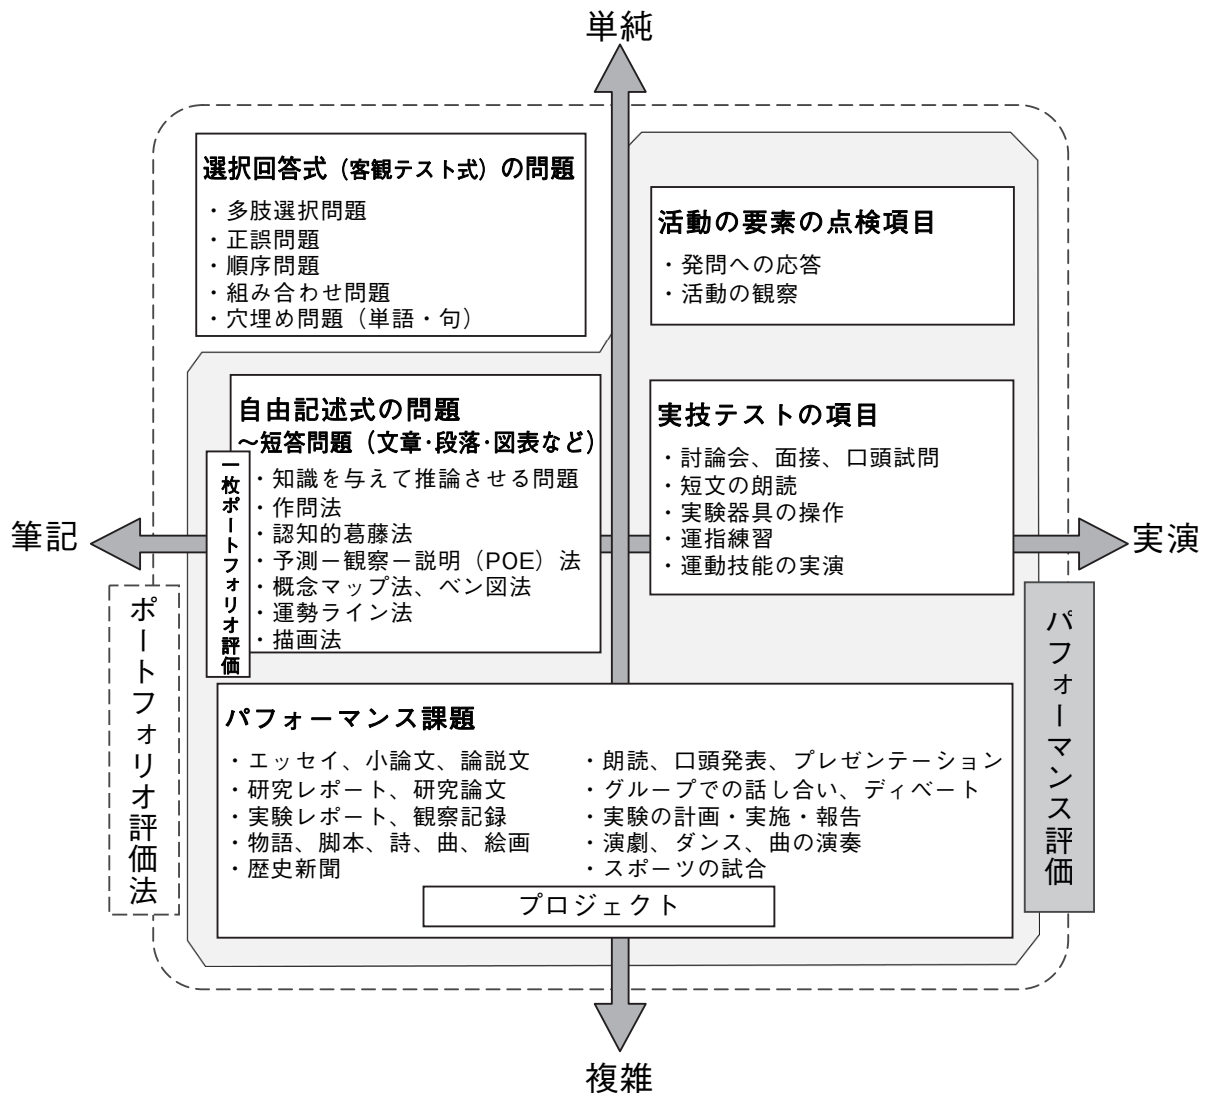 単純
選択回答式（客観テスト式）の問題
・多肢選択問題
・正誤問題
・順序問題
・組み合わせ問題
・穴埋め問題（単語・句）
活動の要素の点検項目
・発問への応答
・活動の観察
自由記述式の問題
～短答問題（文章･段落･図表など）
・知識を与えて推論させる問題
・作問法
・認知的葛藤法
・予測－観察－説明（POE）法
・概念マップ法、ベン図法
・運勢ライン法
・描画法
一枚ポートフォリオ評価
実技テストの項目
・討論会、面接、口頭試問
・短文の朗読
・実験器具の操作
・運指練習
・運動技能の実演
筆記
実演
ポートフォリオ評価法
パフォーマンス評価
パフォーマンス課題
・エッセイ、小論文、論説文
・研究レポート、研究論文
・実験レポート、観察記録
・物語、脚本、詩、曲、絵画
・歴史新聞
・朗読、口頭発表、プレゼンテーション
・グループでの話し合い、ディベート
・実験の計画・実施・報告
・演劇、ダンス、曲の演奏
・スポーツの試合
プロジェクト
複雑